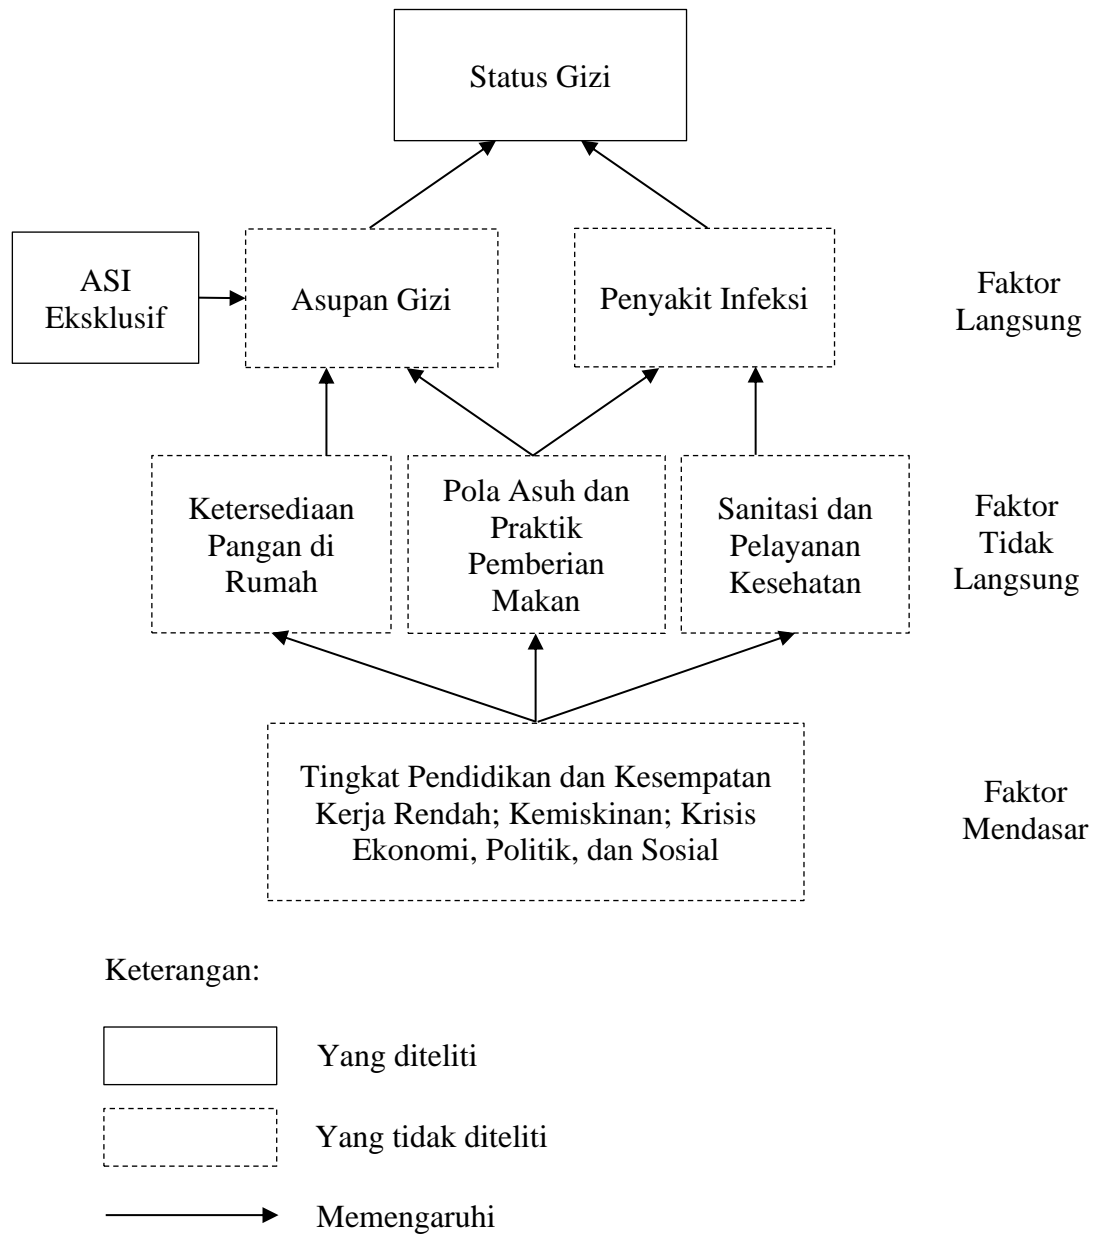 Status Gizi
ASI
Eksklusif
Asupan Gizi
Penyakit Infeksi
Faktor
Langsung
Ketersediaan
Pangan di
Rumah
Pola Asuh dan
Praktik
Pemberian
Makan
Sanitasi dan
Pelayanan
Kesehatan
Faktor
Tidak
Langsung
Tingkat Pendidikan dan Kesempatan
Kerja Rendah; Kemiskinan; Krisis
Ekonomi, Politik, dan Sosial
Faktor
Mendasar
Keterangan:
Yang diteliti
Yang tidak diteliti
Memengaruhi